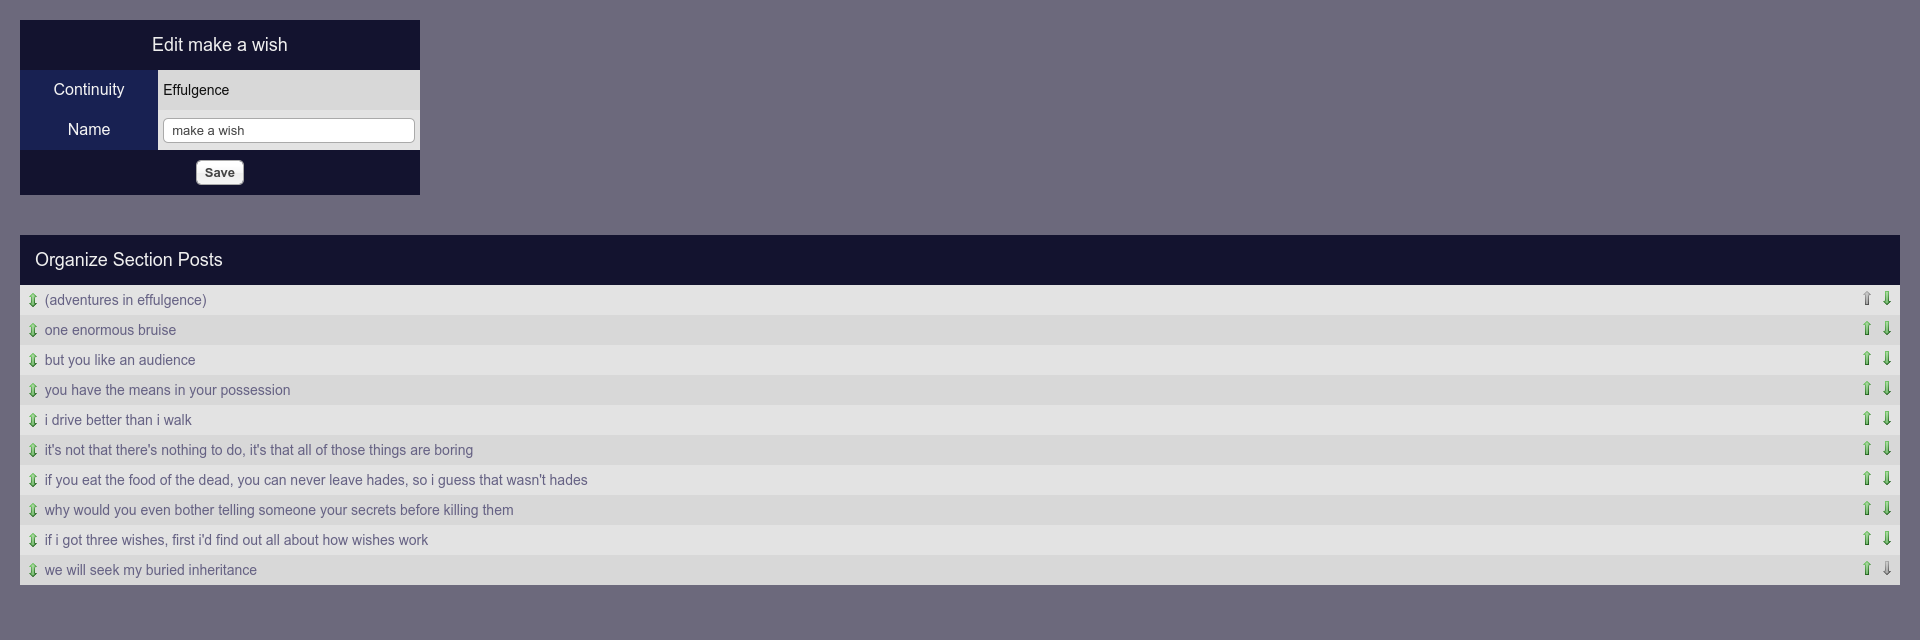 Edit make a wish
Continuity
Effulgence
Name
make a wish
Save
Organize Section Posts
(adventures in effulgence)
one enormous bruise
but you like an audience
you have the means in your possession
i drive better than i walk
it's not that there's nothing to do, it's that all of those things are boring
if you eat the food of the dead, you can never leave hades, so i guess that wasn't hades
why would you even bother telling someone your secrets before killing them
if i got three wishes, first i'd find out all about how wishes work
we will seek my buried inheritance